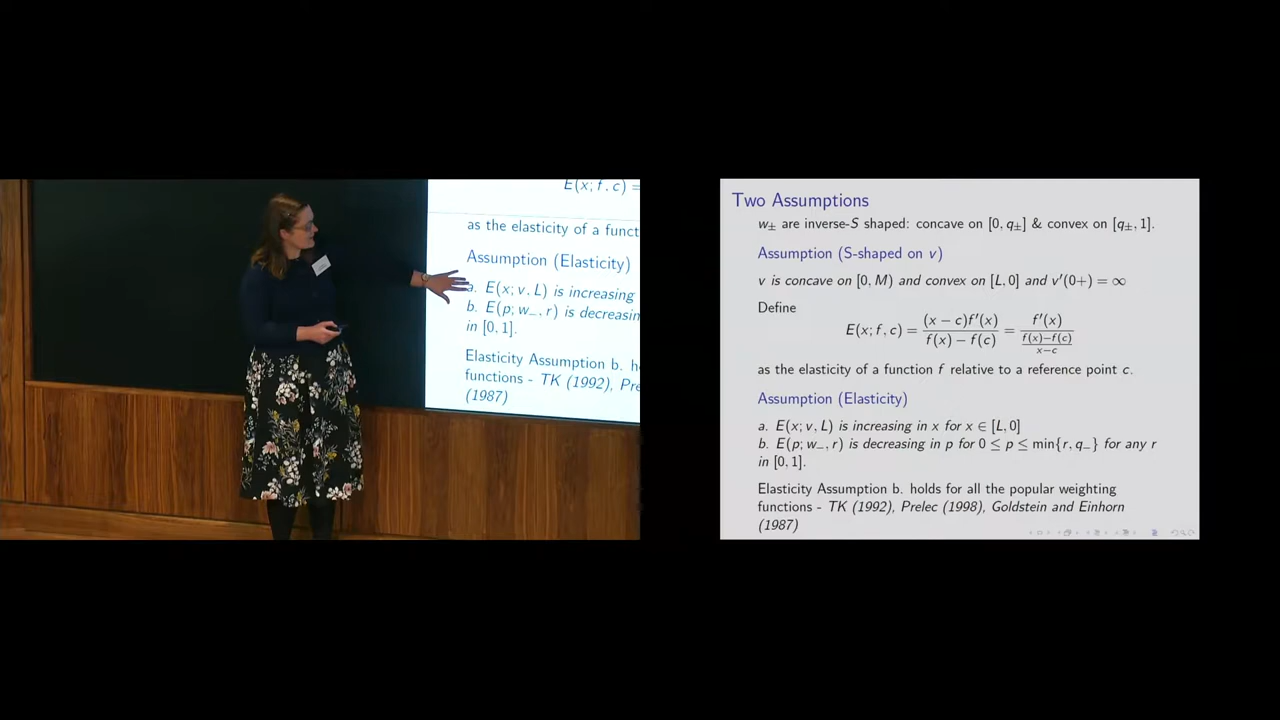 E(x; f, c) =
as the elasticity of a funct
Assumption (Elasticity)
a. E(x; v, L) is increasing
b. E(p; w₋, r) is decreasin
in [0, 1].
Elasticity Assumption b. h
functions - TK (1992), Pre
(1987)
Two Assumptions
w± are inverse-S shaped: concave on [0, q±] & convex on [q±, 1].
Assumption (S-shaped on v)
v is concave on [0, M) and convex on [L, 0] and v′(0+) = ∞
Define
E(x; f, c) = (x − c)f′(x) / f(x) − f(c) = f′(x) / f(x)−f(c) / x−c
as the elasticity of a function f relative to a reference point c.
Assumption (Elasticity)
a. E(x; v, L) is increasing in x for x ∈ [L, 0]
b. E(p; w₋, r) is decreasing in p for 0 ≤ p ≤ min{r, q₋} for any r
in [0, 1].
Elasticity Assumption b. holds for all the popular weighting
functions - TK (1992), Prelec (1998), Goldstein and Einhorn
(1987)